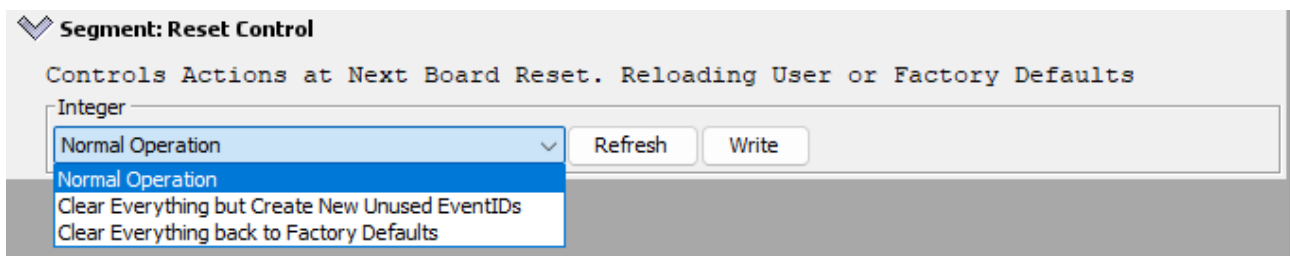 Segment: Reset Control
Controls Actions at Next Board Reset. Reloading User or Factory Defaults
Integer
Normal Operation Refresh Write
Normal Operation
Clear Everything but Create New Unused EventIDs
Clear Everything back to Factory Defaults